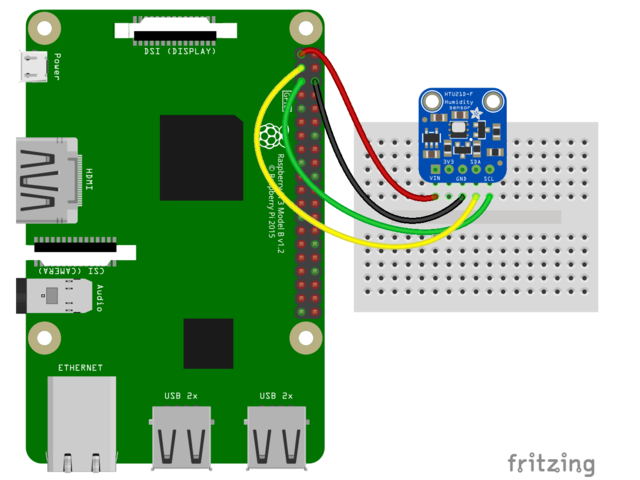 DSI (DISPLAY)
Power
GPIO
HTU21D-F
Humidity
sensor
HDMI
Raspberry Pi 3 Model B v1.2
© Raspberry Pi 2015
VIN
3V3
GND
SDA
SCL
CSI (CAMERA)
Audio
ETHERNET
USB 2x
USB 2x
fritzing